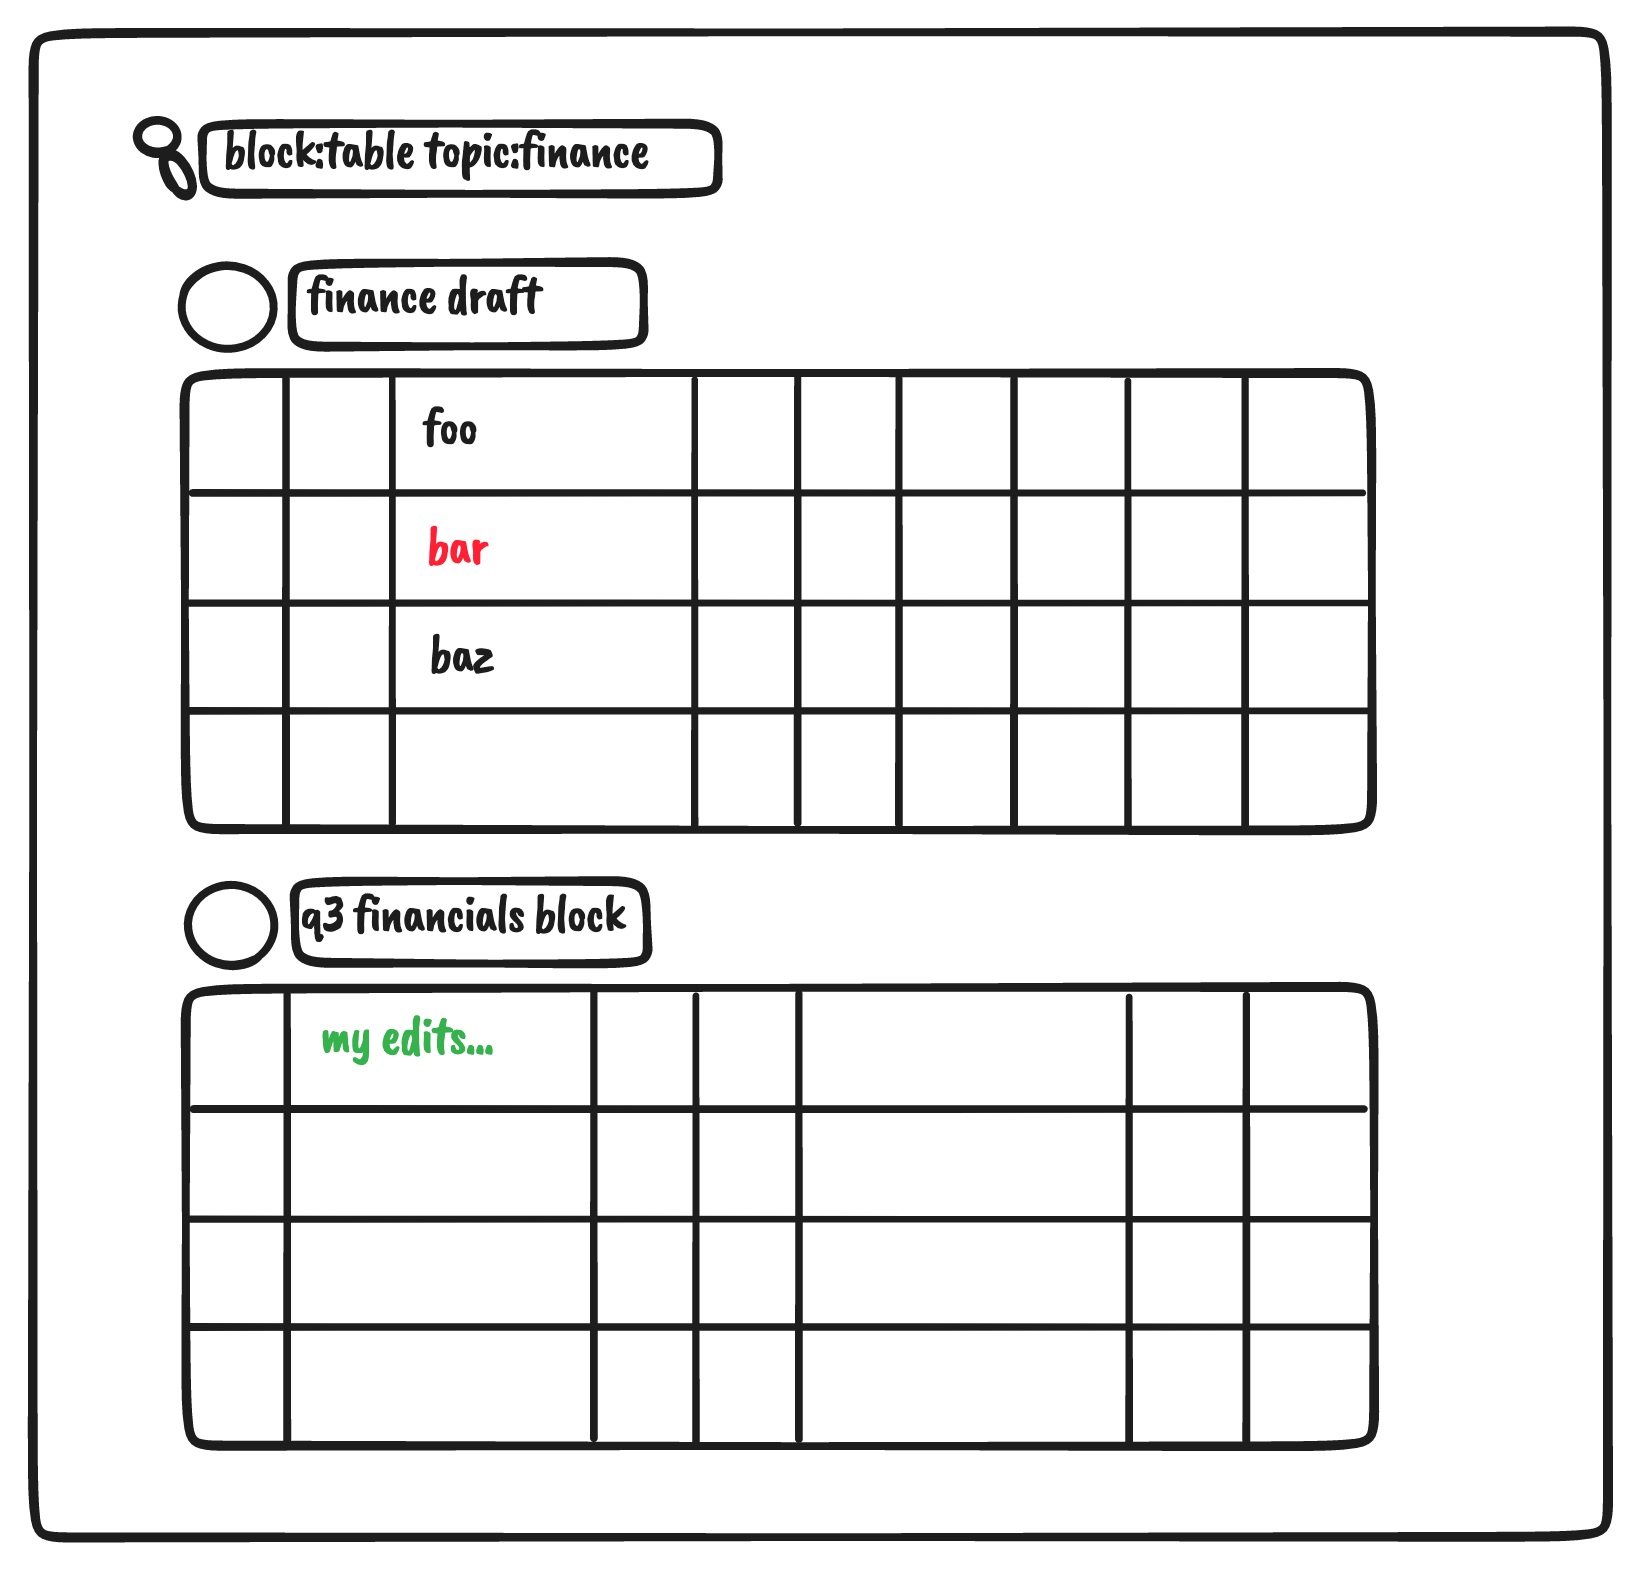 block:table topic:finance
finance draft
foo
bar
baz
q3 financials block
my edits...